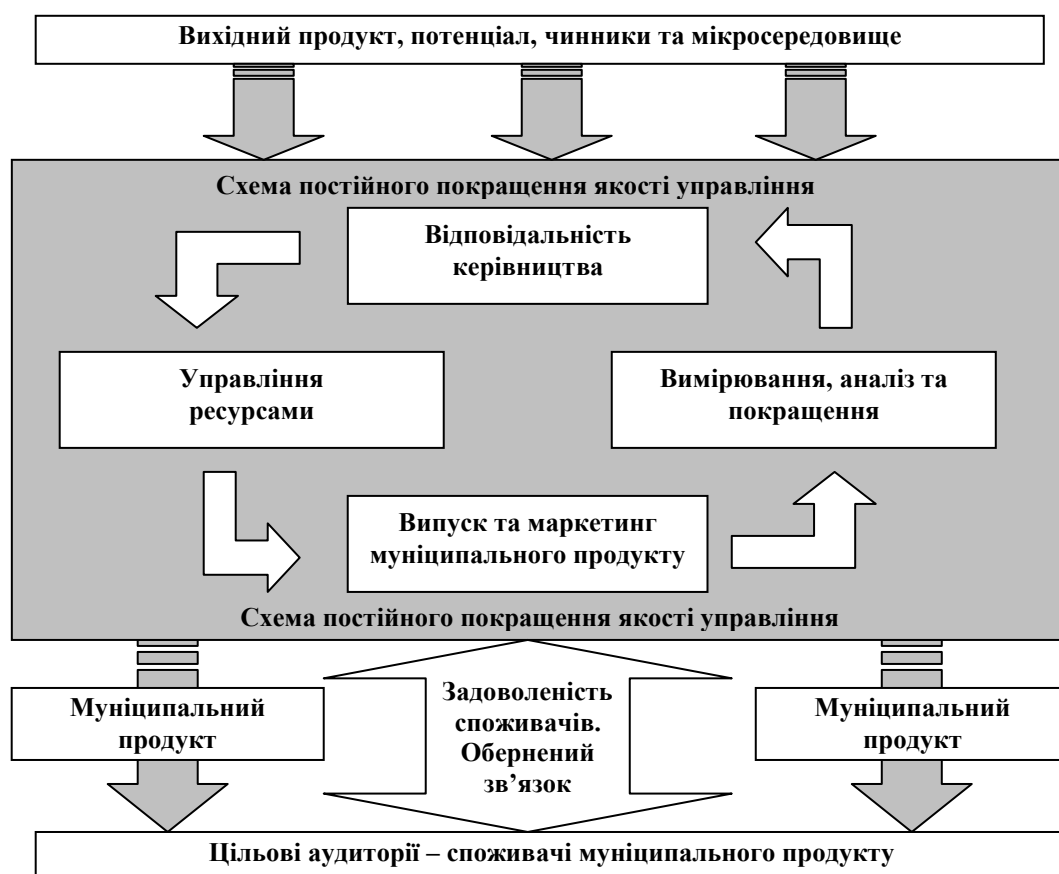 Вихідний продукт, потенціал, чинники та мікросередовище
Схема постійного покращення якості управління
Відповідальність
керівництва
Управління
ресурсами
Вимірювання, аналіз та
покращення
Випуск та маркетинг
муніципального продукту
Схема постійного покращення якості управління
Муніципальний
продукт
Задоволеність
споживачів.
Обернений
зв’язок
Муніципальний
продукт
Цільові аудиторії – споживачі муніципального продукту